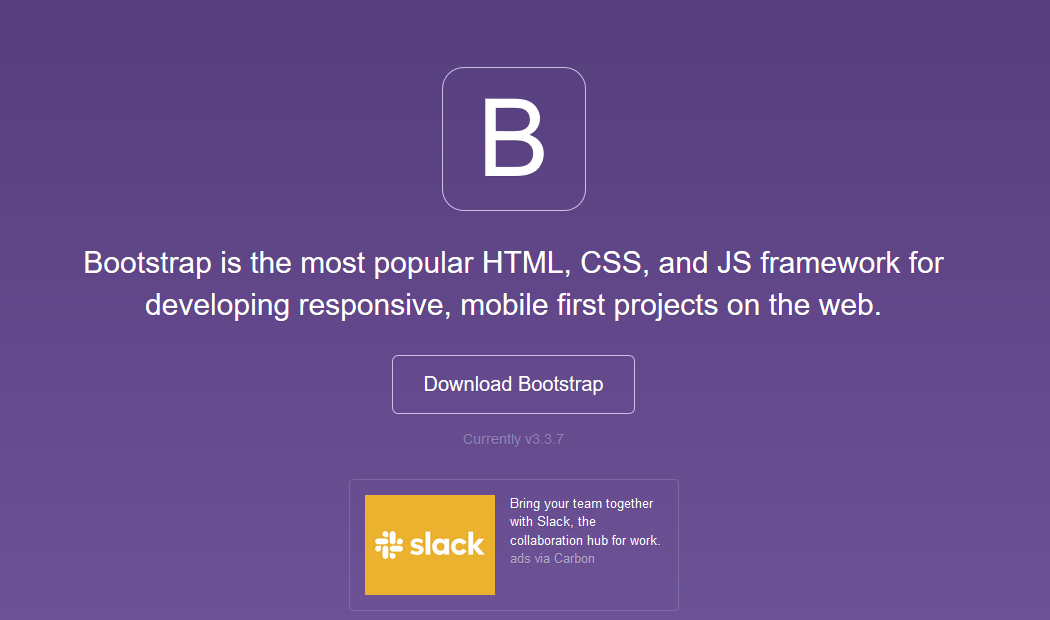 B
Bootstrap is the most popular HTML, CSS, and JS framework for
developing responsive, mobile first projects on the web.
Download Bootstrap
Currently v3.3.7
slack
Bring your team together
with Slack, the
collaboration hub for work.
ads via Carbon